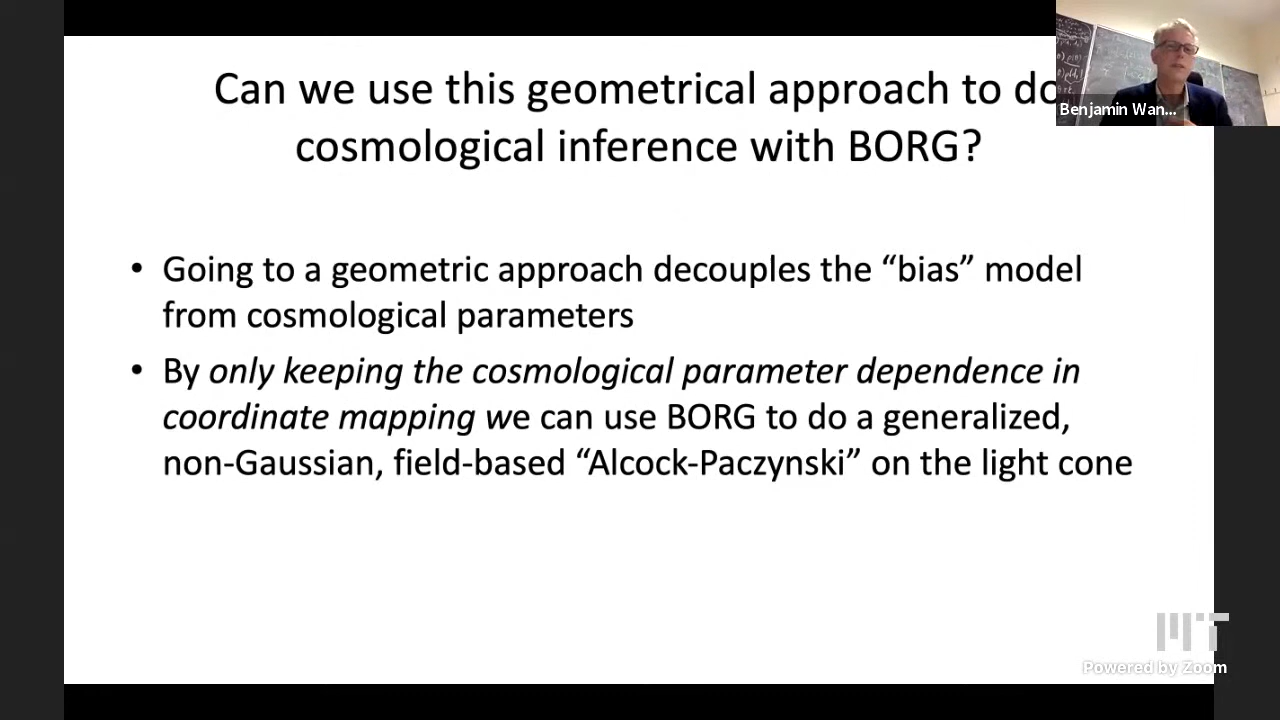 Can we use this geometrical approach to do
cosmological inference with BORG?
Benjamin Wan...
• Going to a geometric approach decouples the “bias” model
from cosmological parameters
• By only keeping the cosmological parameter dependence in
coordinate mapping we can use BORG to do a generalized,
non-Gaussian, field-based “Alcock-Paczynski” on the light cone
MIT
Powered by Zoom